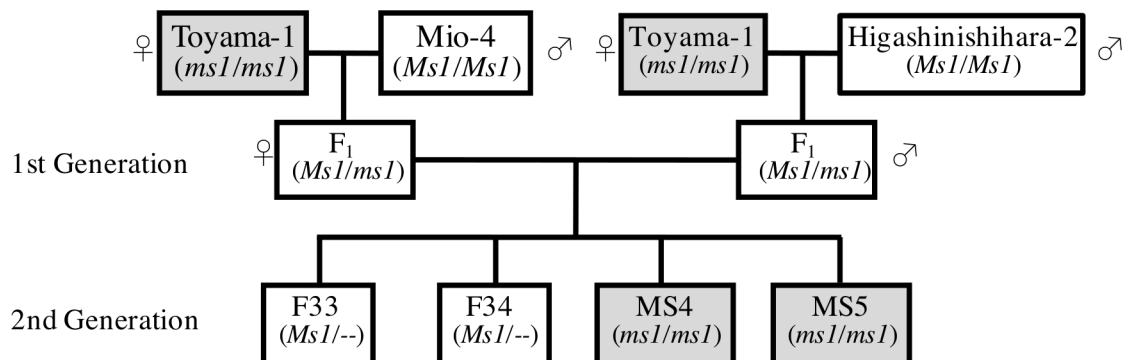 ♀ Toyama-1 (ms1/ms1)
Mio-4 (Ms1/Ms1) ♂
♀ Toyama-1 (ms1/ms1)
Higashinishihara-2 (Ms1/Ms1) ♂
1st Generation
♀ F₁ (Ms1/ms1)
F₁ (Ms1/ms1) ♂
2nd Generation
F33 (Ms1/--)
F34 (Ms1/--)
MS4 (ms1/ms1)
MS5 (ms1/ms1)